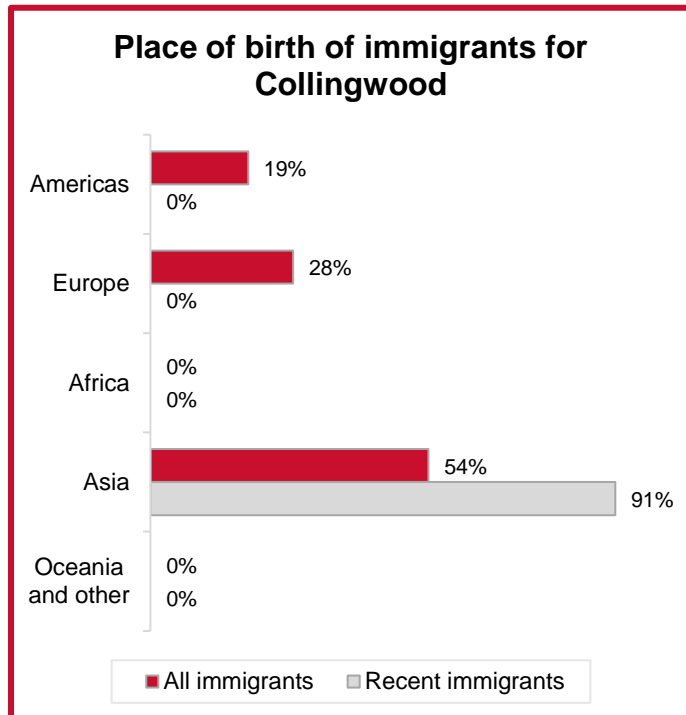 Place of birth of immigrants for
Collingwood
Americas
19%
0%
Europe
28%
0%
Africa
0%
0%
Asia
54%
91%
Oceania
and other
0%
0%
All immigrants
Recent immigrants